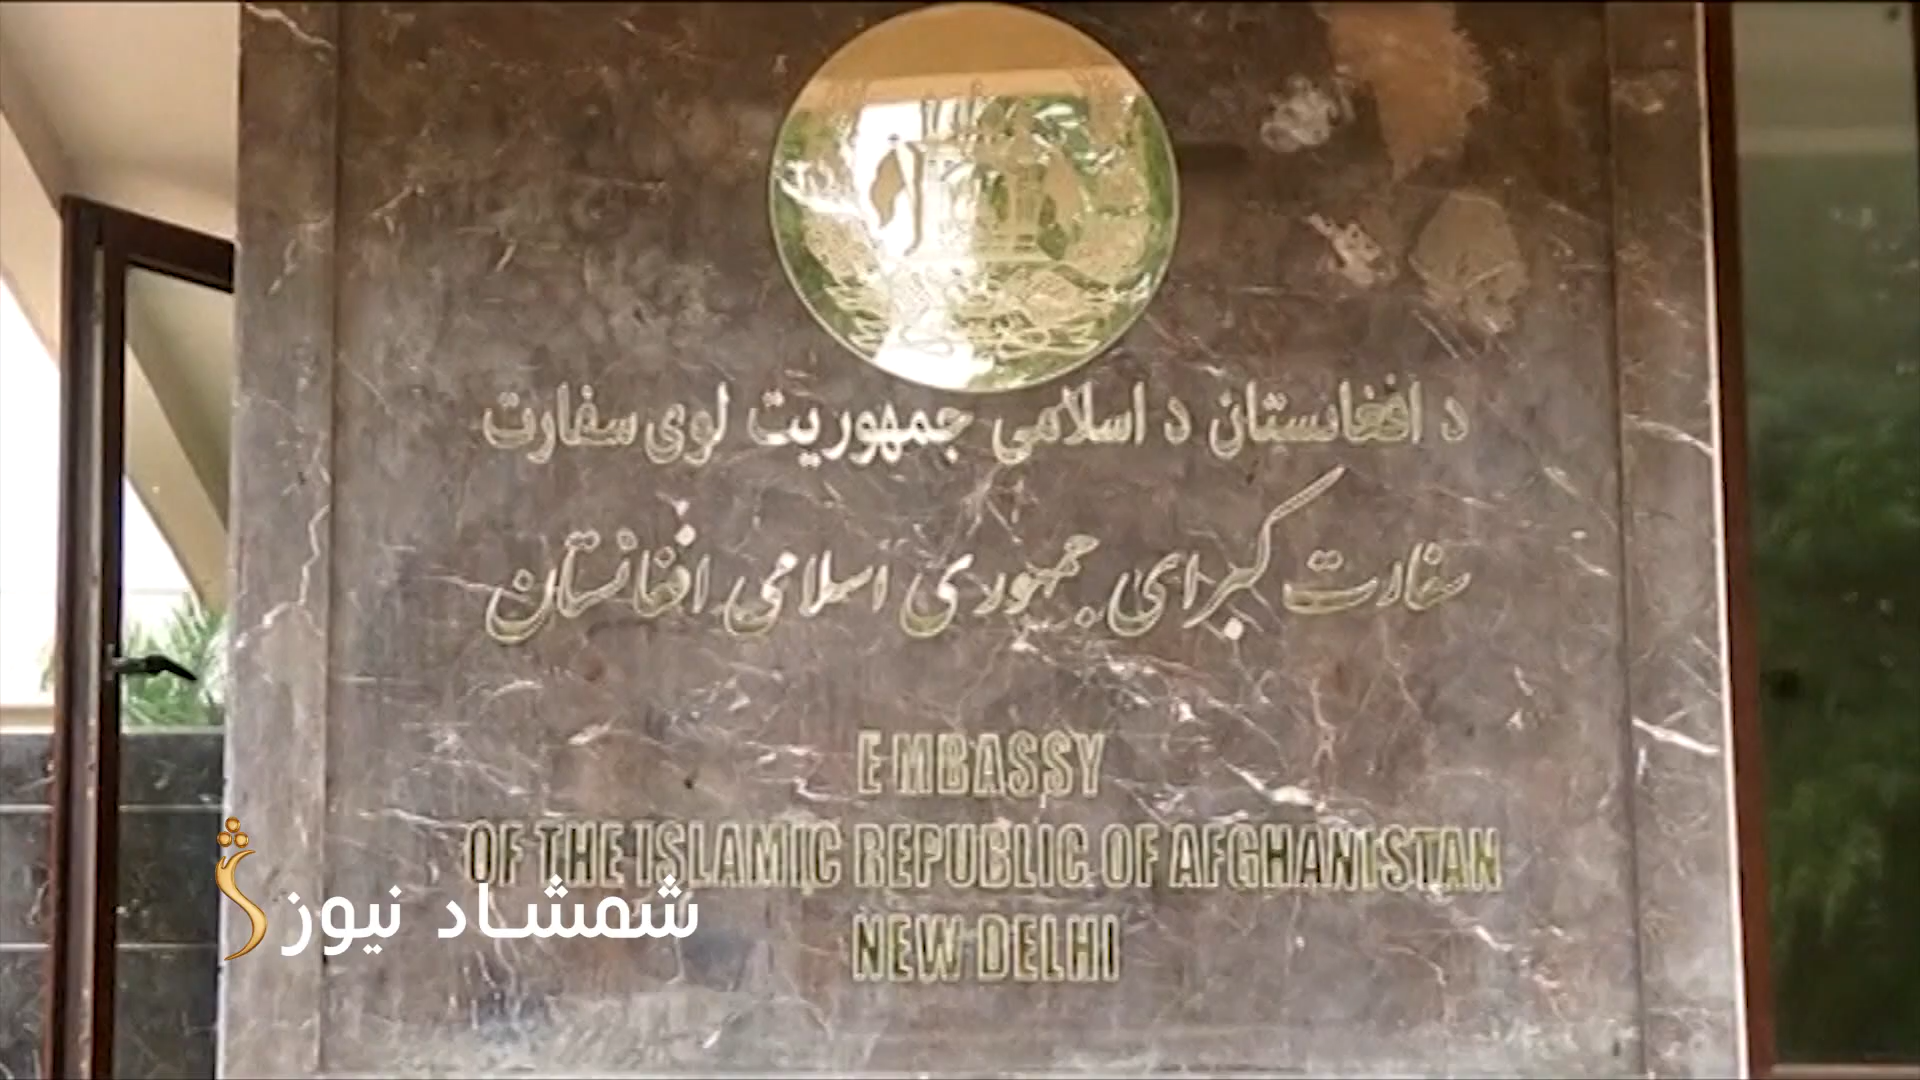 د افغانستان د اسلامی جمهوریت لوی سفارت
سفارت کبرای جمهوری اسلامی افغانستان
EMBASSY
OF THE ISLAMIC REPUBLIC OF AFGHANISTAN
NEW DELHI
شمشاد نیوز